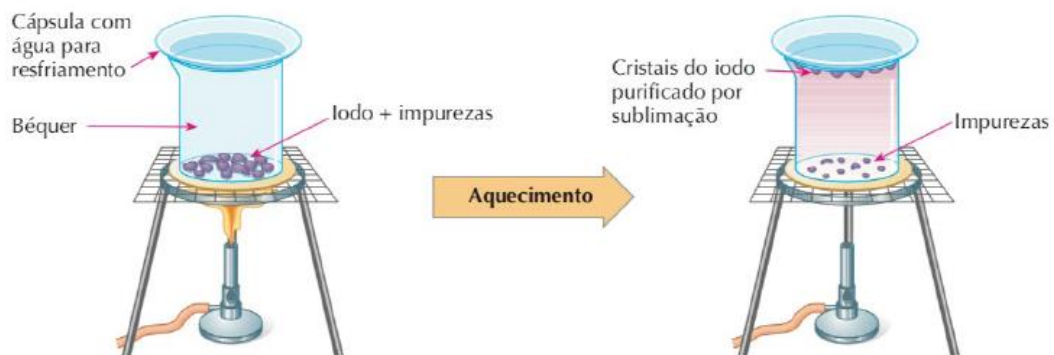 Cápsula com
água para
resfriamento
Béquer
Iodo + impurezas
Aquecimento
Cristais do iodo
purificado por
sublimação
Impurezas